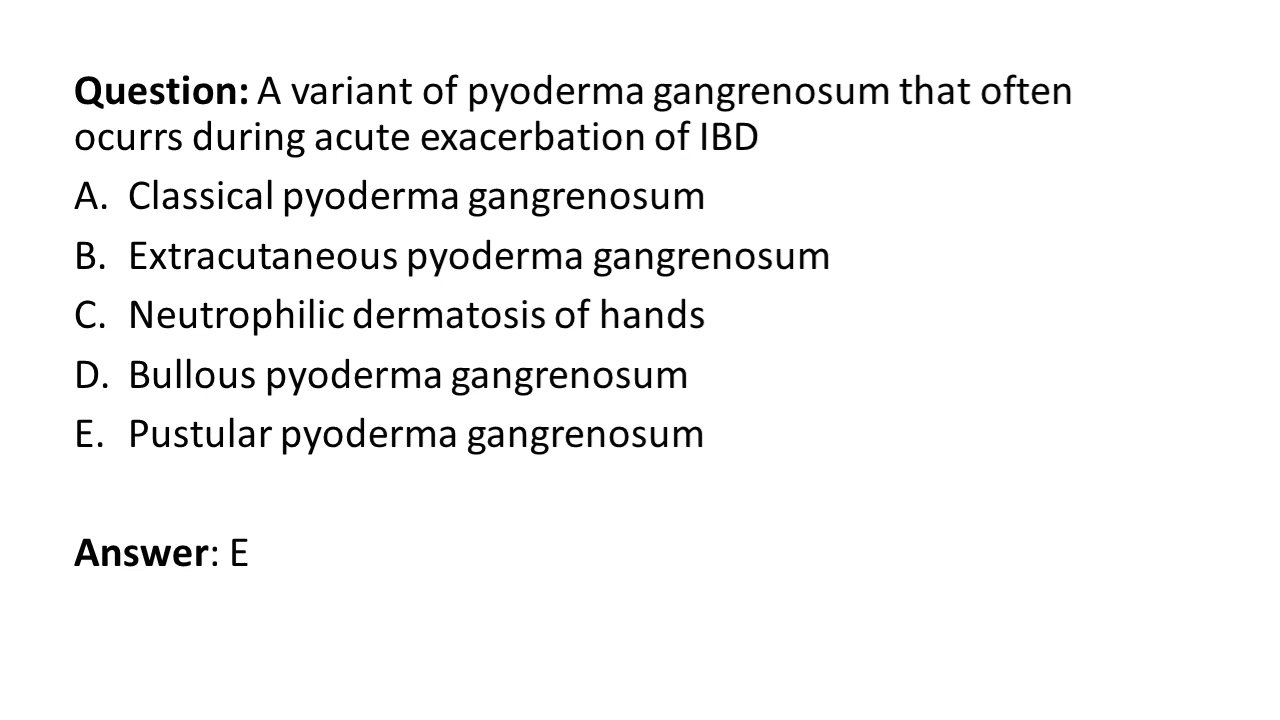 Question: A variant of pyoderma gangrenosum that often
ocurrs during acute exacerbation of IBD
A. Classical pyoderma gangrenosum
B. Extracutaneous pyoderma gangrenosum
C. Neutrophilic dermatosis of hands
D. Bullous pyoderma gangrenosum
E. Pustular pyoderma gangrenosum
Answer: E